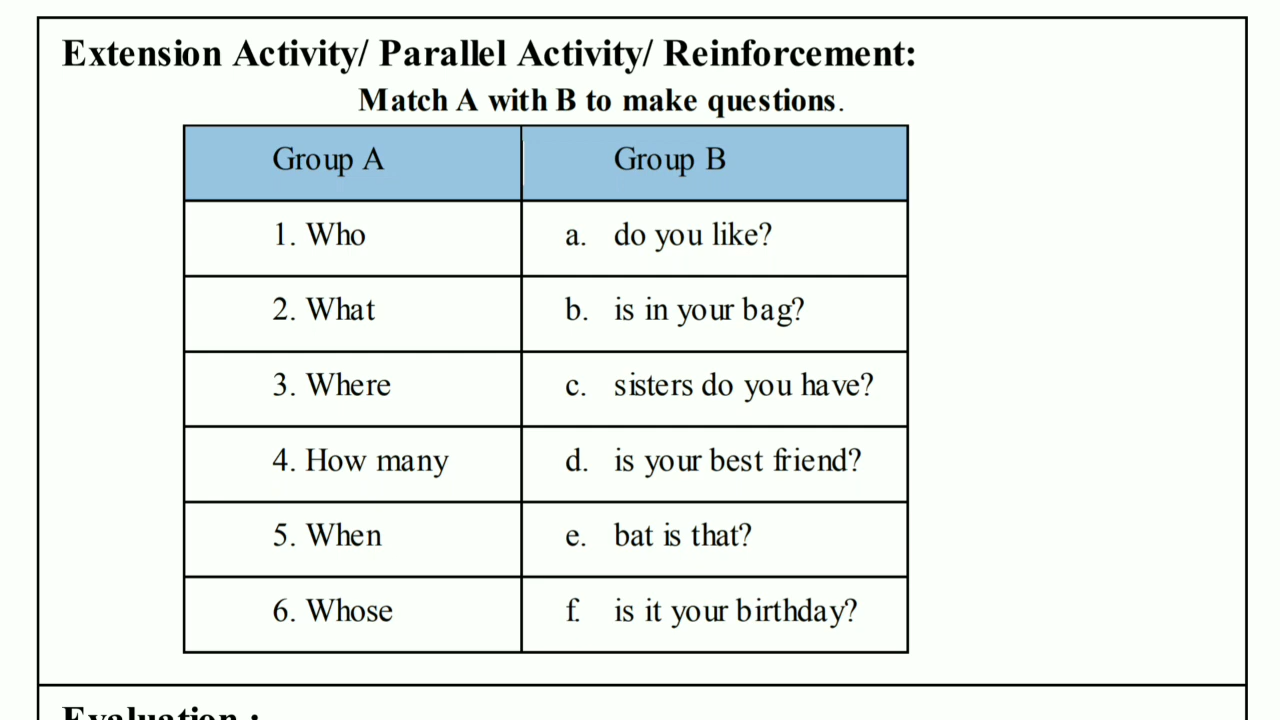 Extension Activity/ Parallel Activity/ Reinforcement:
Match A with B to make questions.
Group A Group B
1. Who a. do you like?
2. What b. is in your bag?
3. Where c. sisters do you have?
4. How many d. is your best friend?
5. When e. bat is that?
6. Whose f. is it your birthday?
Evaluation :